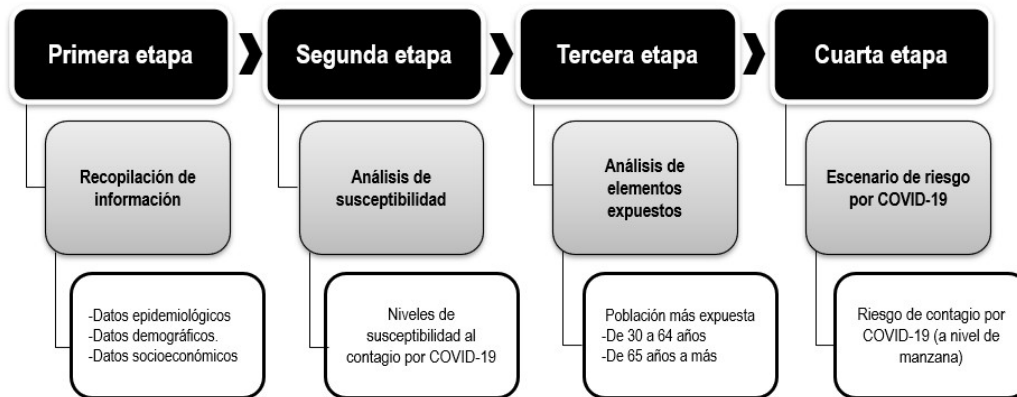 Primera etapa
Segunda etapa
Tercera etapa
Cuarta etapa
Recopilación de
información
Análisis de
susceptibilidad
Análisis de
elementos
expuestos
Escenario de riesgo
por COVID-19
-Datos epidemiológicos
-Datos demográficos.
-Datos socioeconómicos
Niveles de
susceptibilidad al
contagio por COVID-19
Población más expuesta
-De 30 a 64 años
-De 65 años a más
Riesgo de contagio por
COVID-19 (a nivel de
manzana)